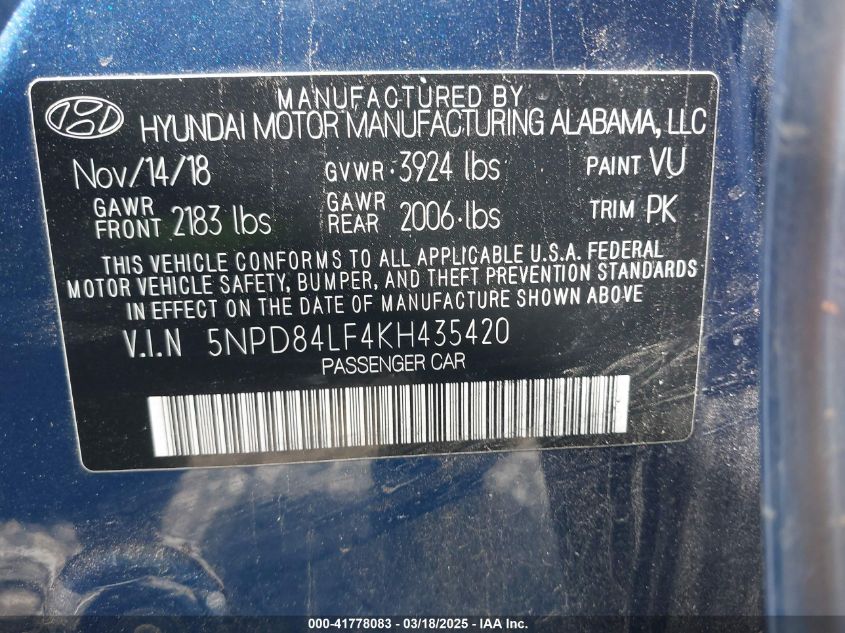 MANUFACTURED BY
HYUNDAI MOTOR MANUFACTURING ALABAMA, LLC
Nov/14/18 GVWR : 3924 lbs PAINT VU
GAWR FRONT 2183 lbs GAWR REAR 2006 lbs TRIM PK
THIS VEHICLE CONFORMS TO ALL APPLICABLE U.S.A. FEDERAL
MOTOR VEHICLE SAFETY, BUMPER, AND THEFT PREVENTION STANDARDS
IN EFFECT ON THE DATE OF MANUFACTURE SHOWN ABOVE
V.I.N 5NPD84LF4KH435420
PASSENGER CAR
000-41778083 - 03/18/2025 - IAA Inc.